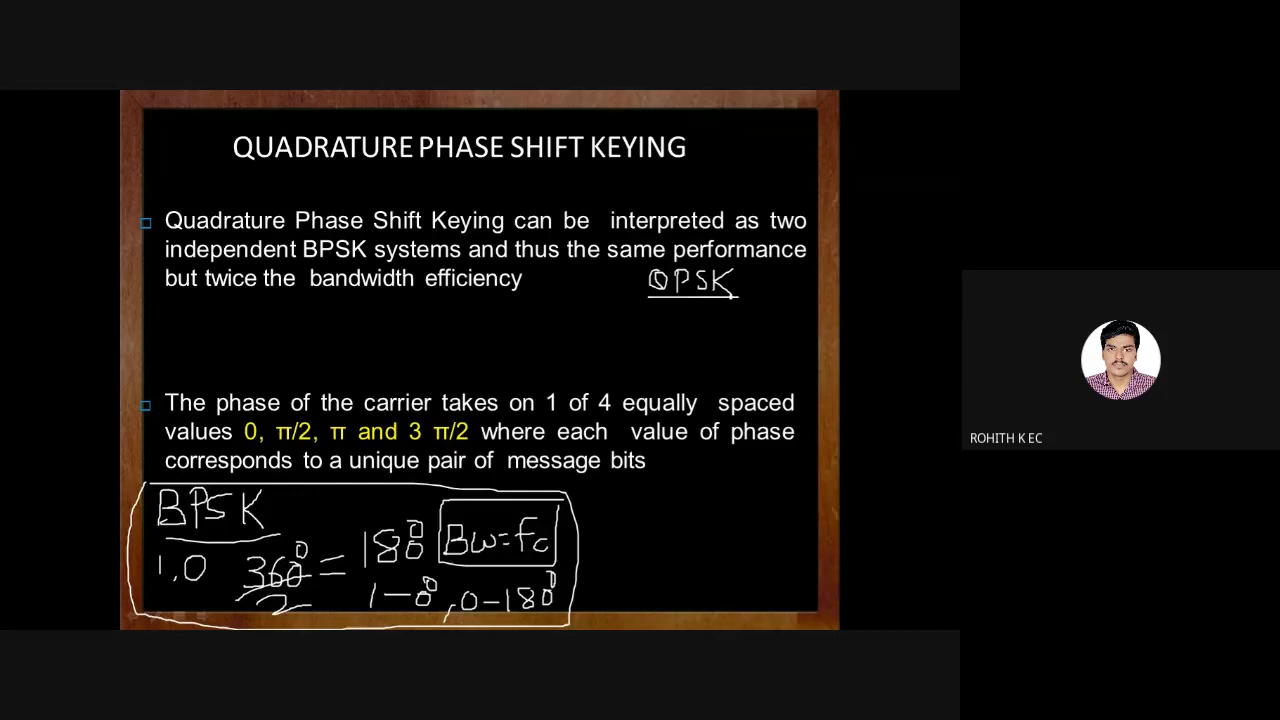 QUADRATURE PHASE SHIFT KEYING
Quadrature Phase Shift Keying can be interpreted as two
independent BPSK systems and thus the same performance
but twice the bandwidth efficiency
QPSK
The phase of the carrier takes on 1 of 4 equally spaced
values 0, π/2, π and 3 π/2 where each value of phase
corresponds to a unique pair of message bits
BPSK
1,0 360°/2 = 180° BW=fc
1-0°, 0-180°
ROHITH K EC